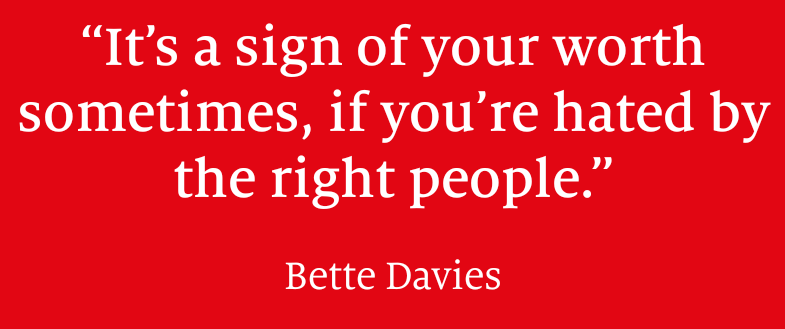 “It’s a sign of your worth
sometimes, if you’re hated by
the right people.”
Bette Davies